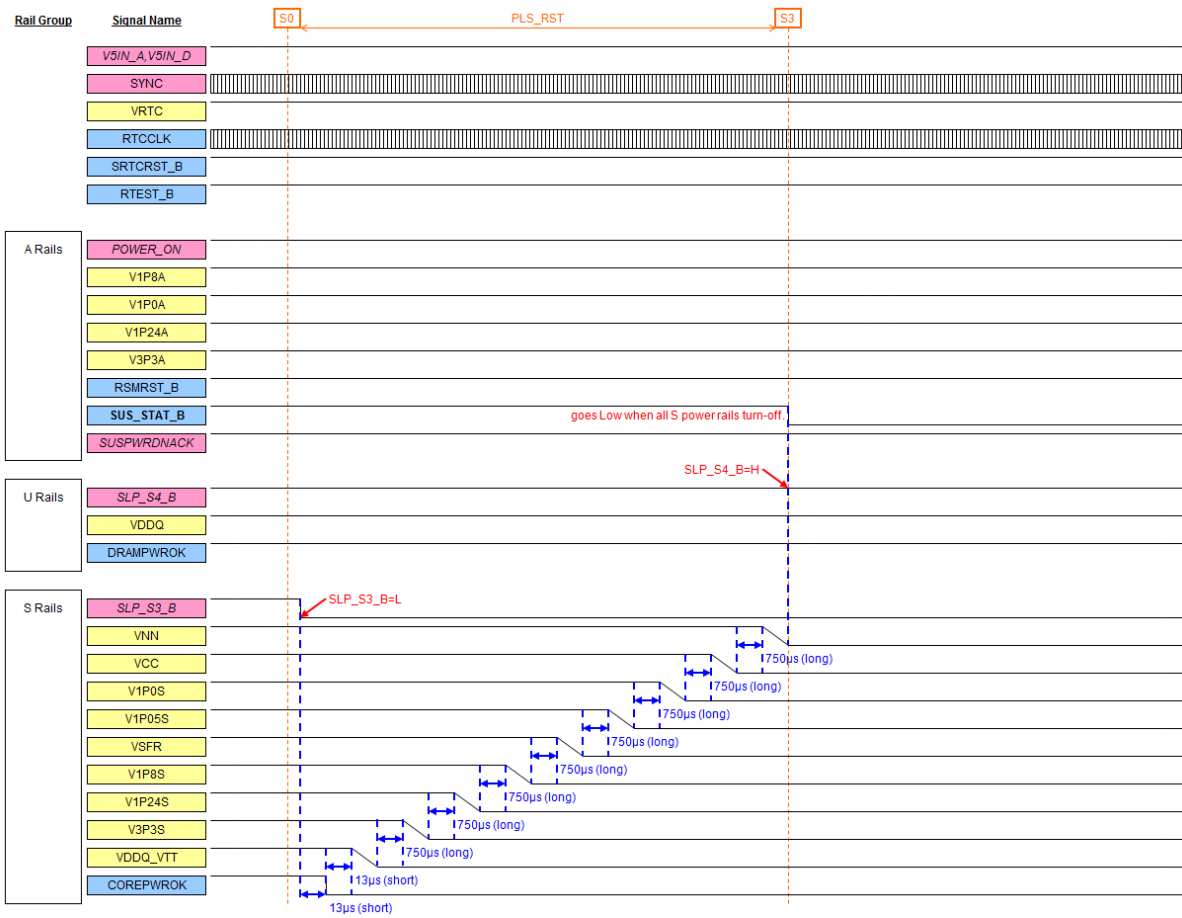 Rail Group Signal Name S0 PLS_RST S3
V5IN_A,V5IN_D
SYNC
VRTC
RTCCLK
SRTCRST_B
RTEST_B
A Rails POWER_ON
V1P8A
V1P0A
V1P24A
V3P3A
RSMRST_B
SUS_STAT_B goes Low when all S power rails turn-off.
SUSPWRDNACK
SLP_S4_B=H
U Rails SLP_S4_B
VDDQ
DRAMPWROK
S Rails SLP_S3_B SLP_S3_B=L
VNN
750µs (long)
VCC
750µs (long)
V1P0S
750µs (long)
V1P05S
750µs (long)
VSFR
750µs (long)
V1P8S
750µs (long)
V1P24S
750µs (long)
V3P3S
750µs (long)
VDDQ_VTT
13µs (short)
COREPWROK
13µs (short)